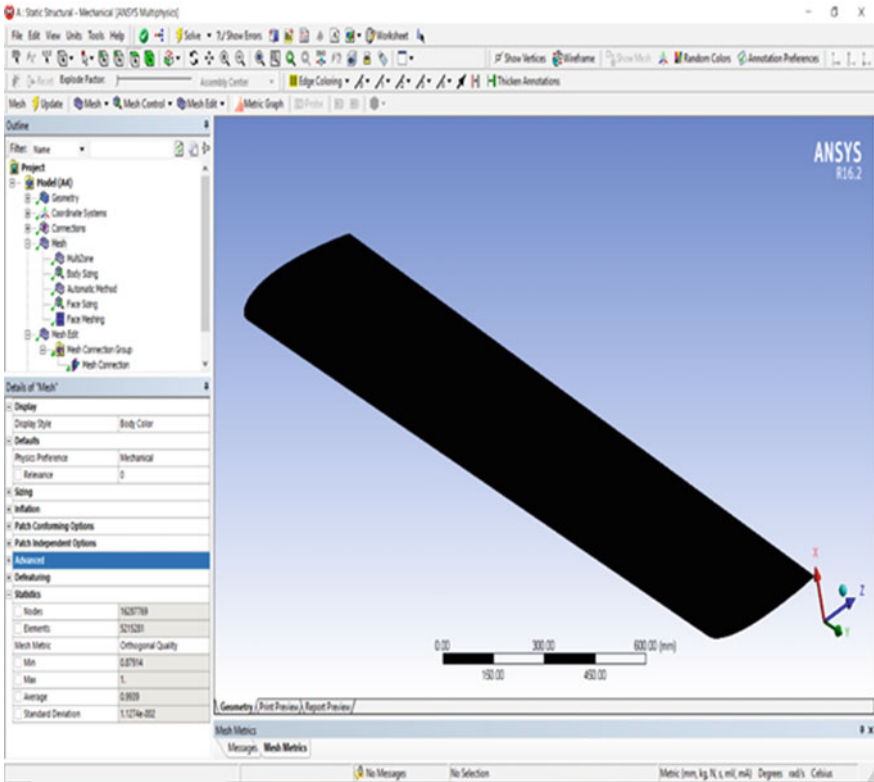 A : Static Structural - Mechanical [ANSYS Multiphysics]
File Edit View Units Tools Help Solve ?/Show Errors Worksheet
Show Vertices Wireframe Show Mesh Random Colors Annotation Preferences
Reset Explode Factor: Assembly Center Edge Coloring Thicken Annotations
Mesh Update Mesh Mesh Control Mesh Edit Metric Graph Probe
Outline
Filter: Name
Project
Model (A4)
Geometry
Coordinate Systems
Connections
Mesh
MultiZone
Body Sizing
Automatic Method
Face Sizing
Face Meshing
Mesh Edit
Mesh Connection Group
Mesh Connection
Details of "Mesh"
Display
Display Style Body Color
Defaults
Physics Preference Mechanical
Relevance 0
Sizing
Inflation
Patch Conforming Options
Patch Independent Options
Advanced
Defeaturing
Statistics
Nodes 16287769
Elements 5215281
Mesh Metric Orthogonal Quality
Min 0.87914
Max 1.
Average 0.9939
Standard Deviation 1.1274e-002
ANSYS
R16.2
X
Z
Y
0.00 300.00 600.00 (mm)
150.00 450.00
Geometry Print Preview Report Preview
Mesh Metrics
Messages Mesh Metrics
No Messages No Selection Metric (mm, kg, N, s, mV, mA) Degrees rad/s Celsius